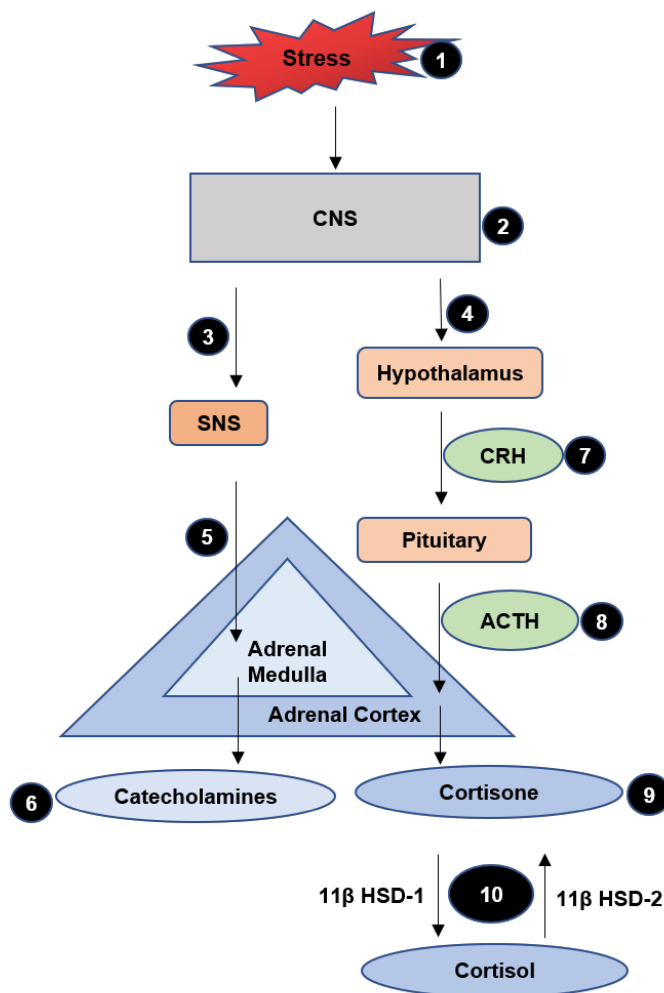 Stress
1
CNS
2
3
4
Hypothalamus
SNS
CRH
7
5
Pituitary
ACTH
8
Adrenal
Medulla
Adrenal Cortex
6
Catecholamines
Cortisone
9
11β HSD-1
10
11β HSD-2
Cortisol